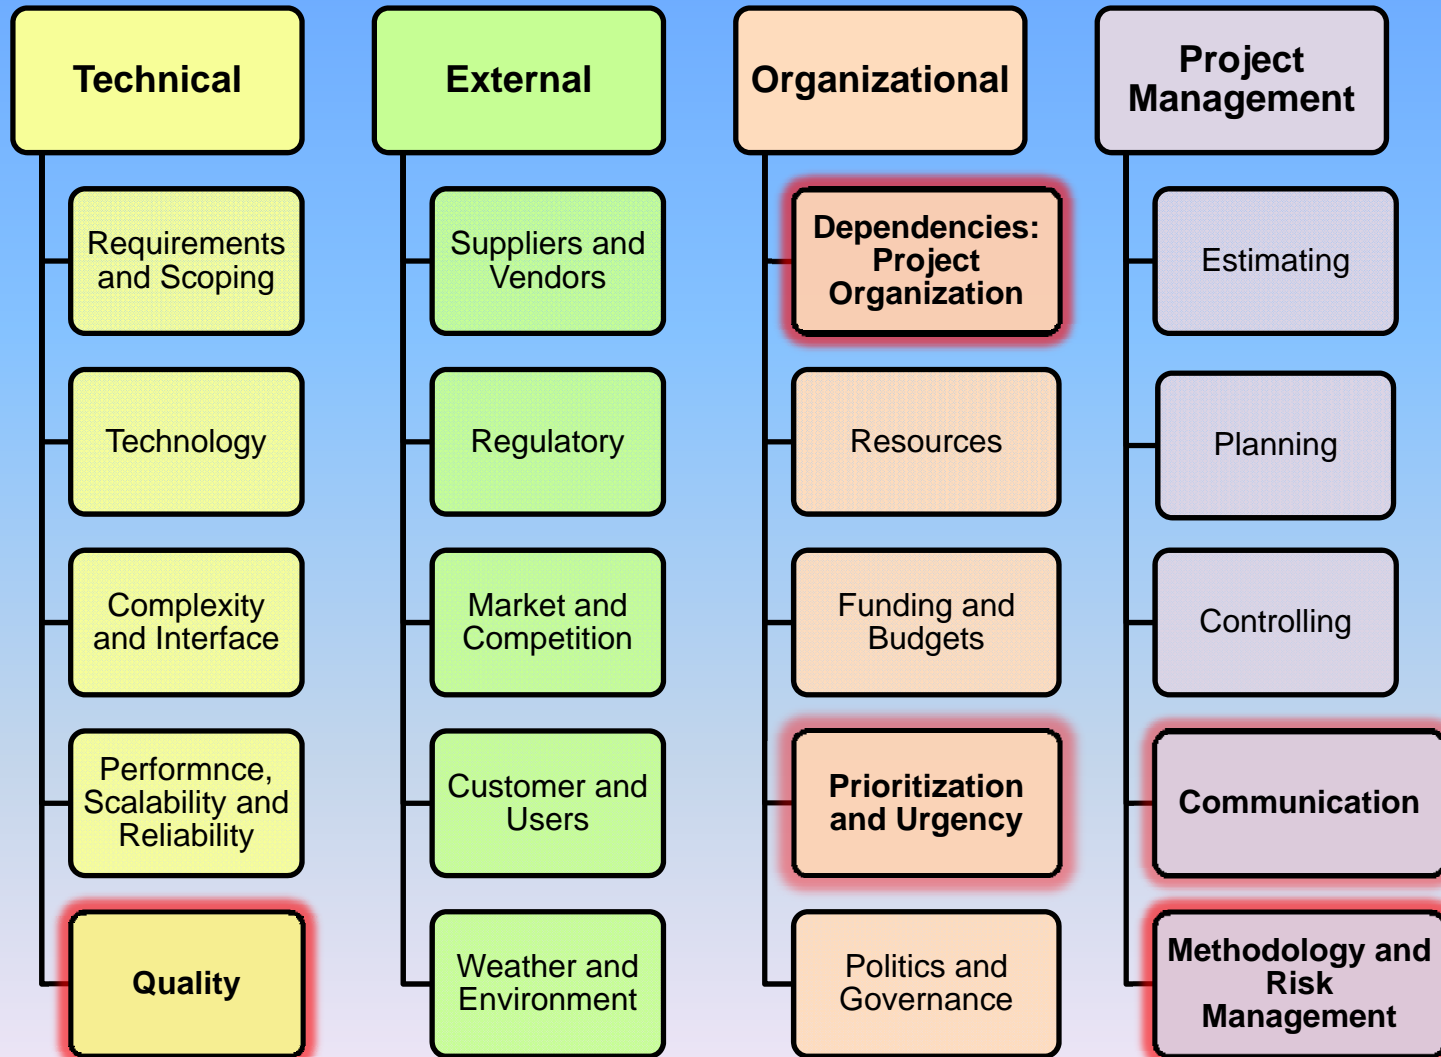 Technical
Requirements
and Scoping
Technology
Complexity
and Interface
Performnce,
Scalability and
Reliability
Quality
External
Suppliers and
Vendors
Regulatory
Market and
Competition
Customer and
Users
Weather and
Environment
Organizational
Dependencies:
Project
Organization
Resources
Funding and
Budgets
Prioritization
and Urgency
Politics and
Governance
Project
Management
Estimating
Planning
Controlling
Communication
Methodology and
Risk
Management